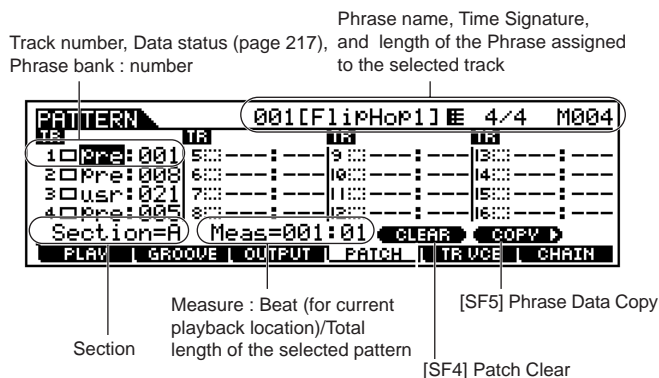 Phrase name, Time Signature,
Track number, Data status (page 217), and length of the Phrase assigned
Phrase bank : number to the selected track
PATTERN 001[FlipHop1] 4/4 M004
TR TR TR TR
1 pre:001 5 ---:--- 9 ---:--- 13 ---:---
2 pre:008 6 ---:--- 10 ---:--- 14 ---:---
3 usr:021 7 ---:--- 11 ---:--- 15 ---:---
4 pre:005 8 ---:--- 12 ---:--- 16 ---:---
Section=A Meas=001:01 CLEAR COPY
PLAY GROOVE OUTPUT PATCH TR VCE CHAIN
Measure : Beat (for current
playback location)/Total
length of the selected pattern
[SF5] Phrase Data Copy
Section
[SF4] Patch Clear